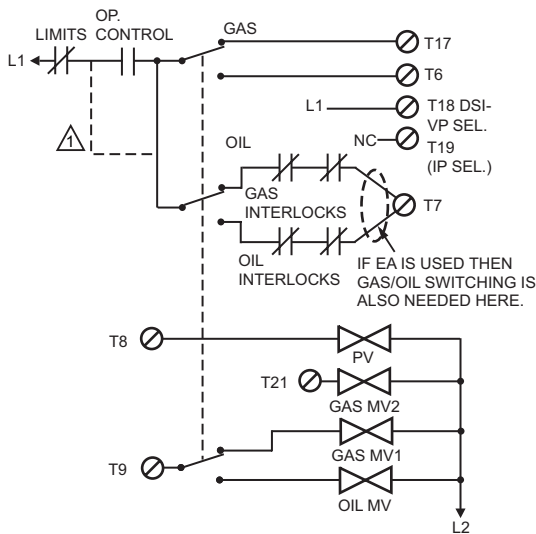 OP.
LIMITS CONTROL
GAS
L1
T17
T6
L1
T18 DSI-
VP SEL.
NC
T19
(IP SEL.)
1
OIL
GAS
INTERLOCKS
T7
OIL
INTERLOCKS
IF EA IS USED THEN
GAS/OIL SWITCHING IS
ALSO NEEDED HERE.
T8
PV
T21
GAS MV2
T9
GAS MV1
OIL MV
L2